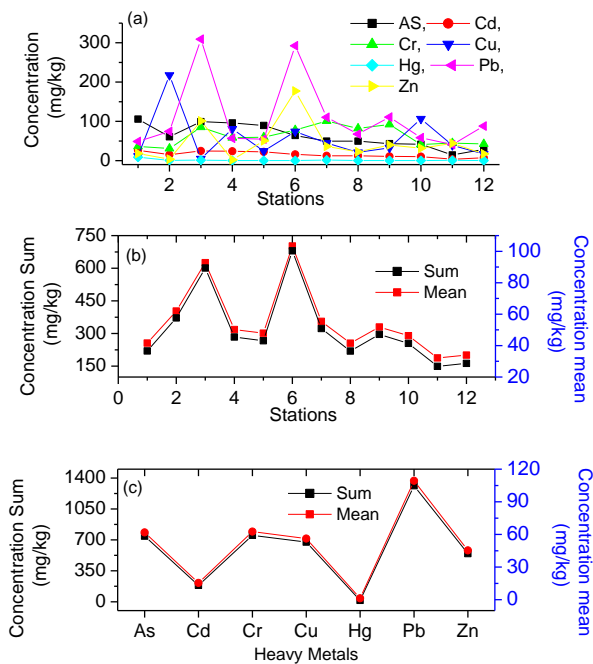 (a)
AS, Cd,
Cr, Cu,
Hg, Pb,
Zn
Concentration
(mg/kg)
300
200
100
0
2 4 6 8 10 12
Stations
(b)
Sum
Mean
Concentration Sum
(mg/kg)
750
600
450
300
150
Concentration mean
(mg/kg)
100
80
60
40
20
0 2 4 6 8 10 12
Stations
(c)
Sum
Mean
Concentration Sum
(mg/kg)
1400
1050
700
350
0
Concentration mean
(mg/kg)
120
90
60
30
0
As Cd Cr Cu Hg Pb Zn
Heavy Metals